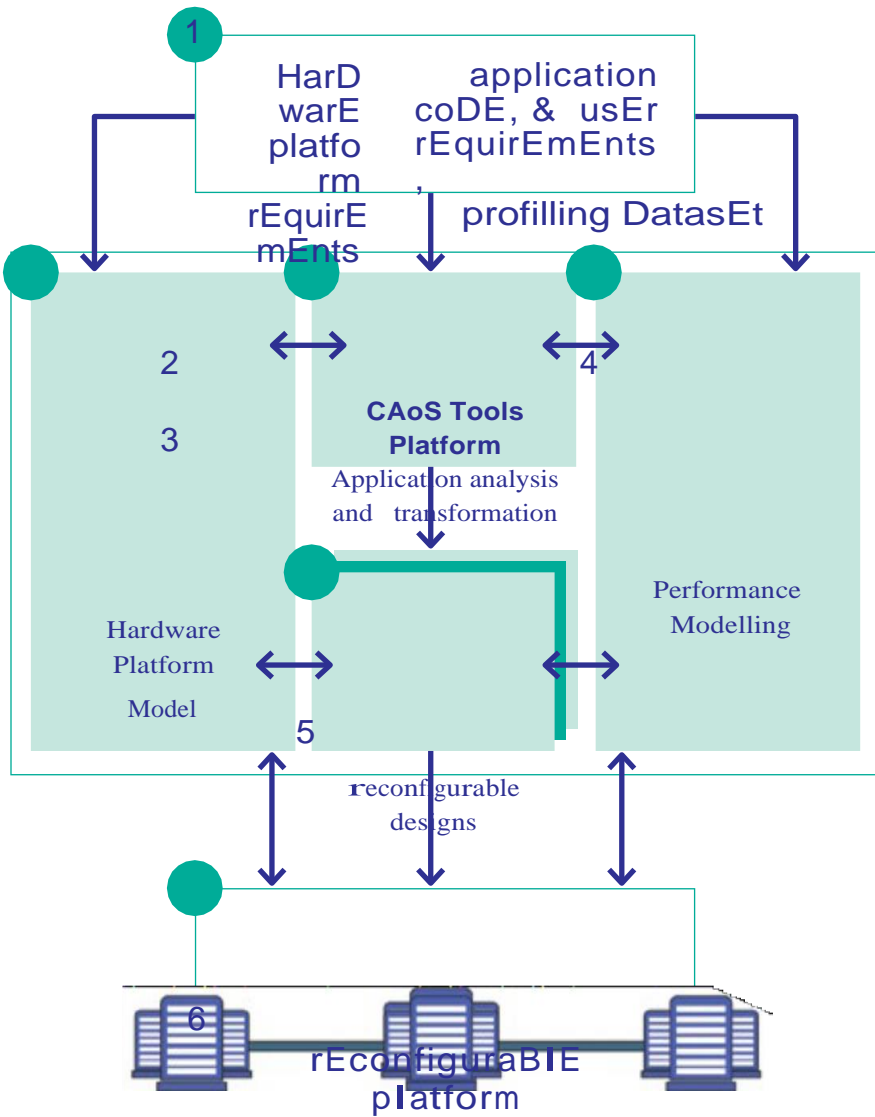 1
HarD
warE
platfo
rm
rEquirE
mEnts
application
coDE, & usEr
rEquirEmEnts
,
profilling DatasEt
2
4
3
CAoS Tools
Platform
Application analysis
and transformation
Performance
Modelling
Hardware
Platform
Model
5
reconfigurable
designs
6
rEconfiguraBlE
platform